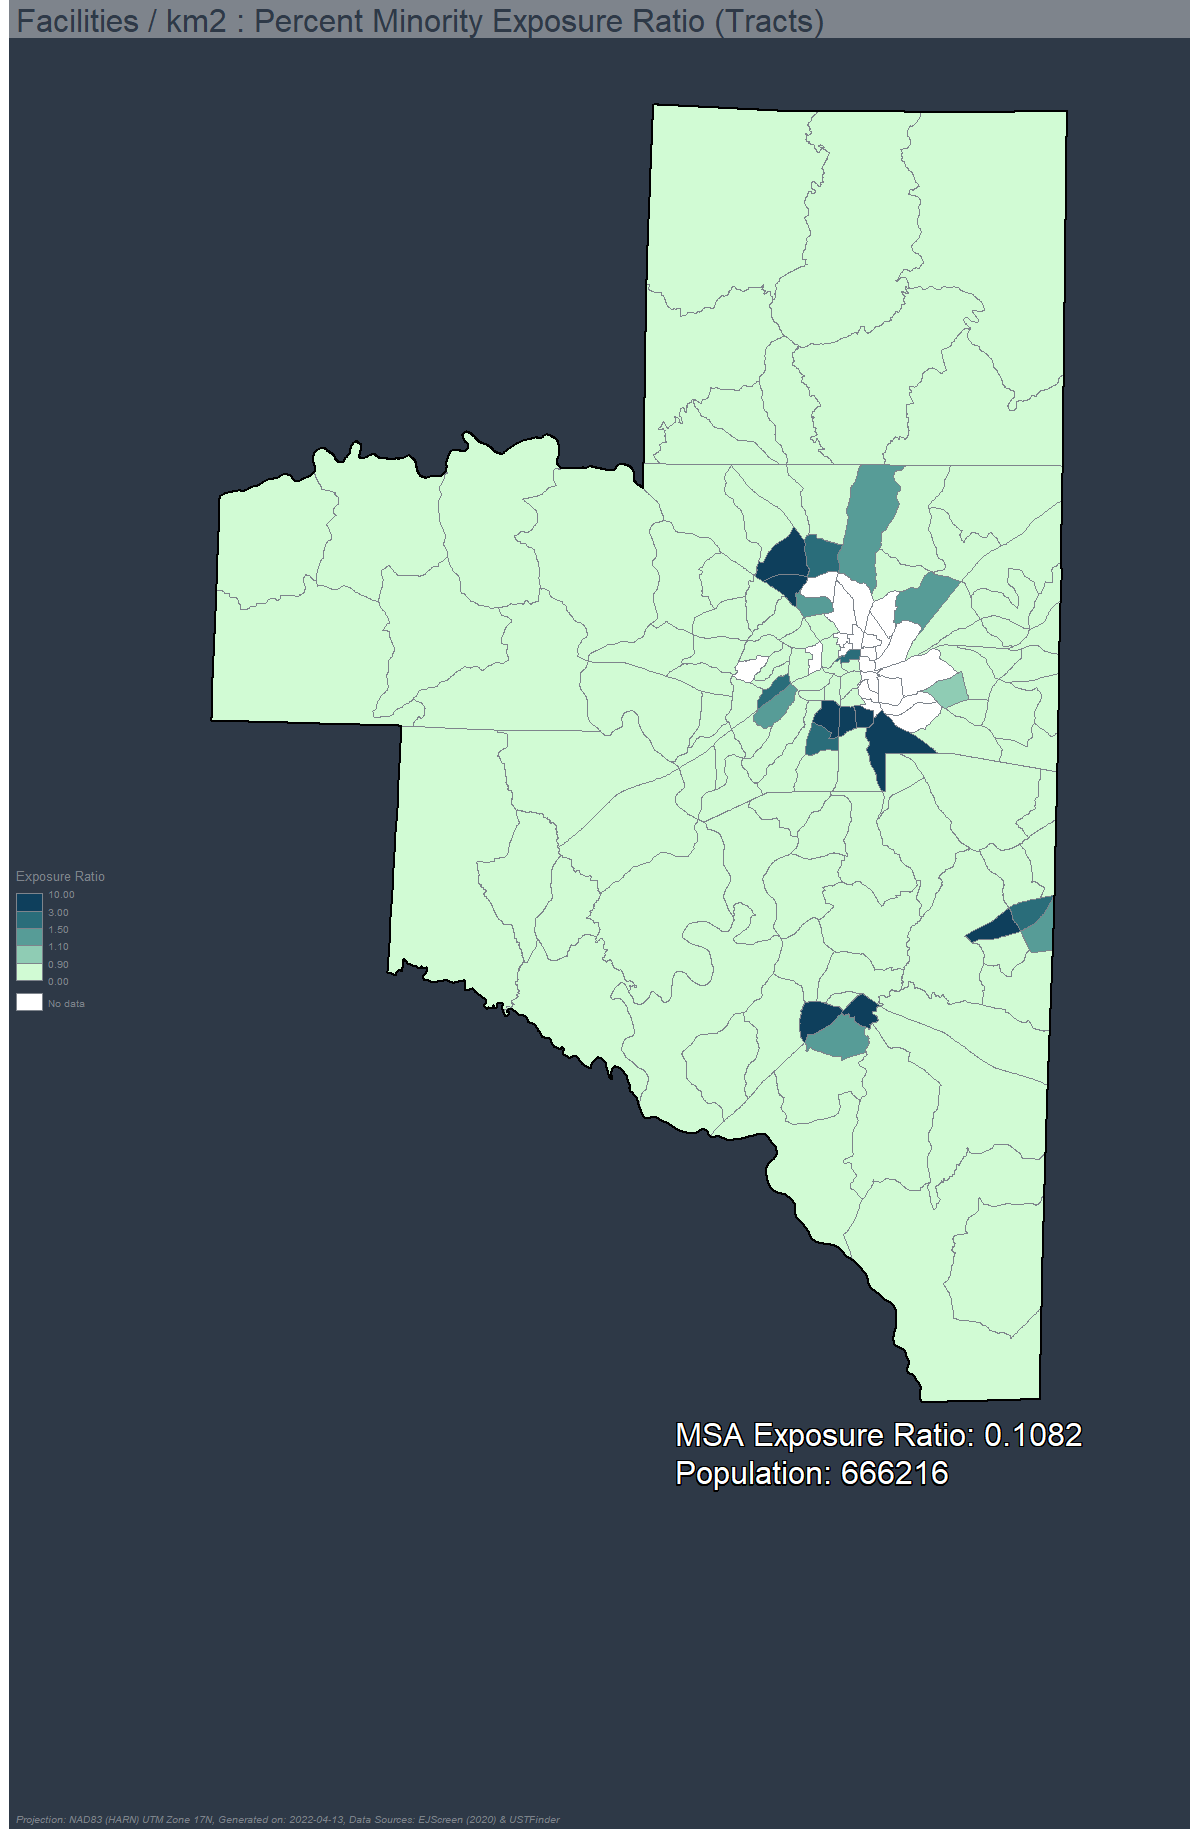 Facilities / km2 : Percent Minority Exposure Ratio (Tracts)
Exposure Ratio
10.00
3.00
1.50
1.10
0.90
0.00
No data
MSA Exposure Ratio: 0.1082
Population: 666216
Projection: NAD83 (HARN) UTM Zone 17N, Generated on: 2022-04-13, Data Sources: EJScreen (2020) & USTFinder